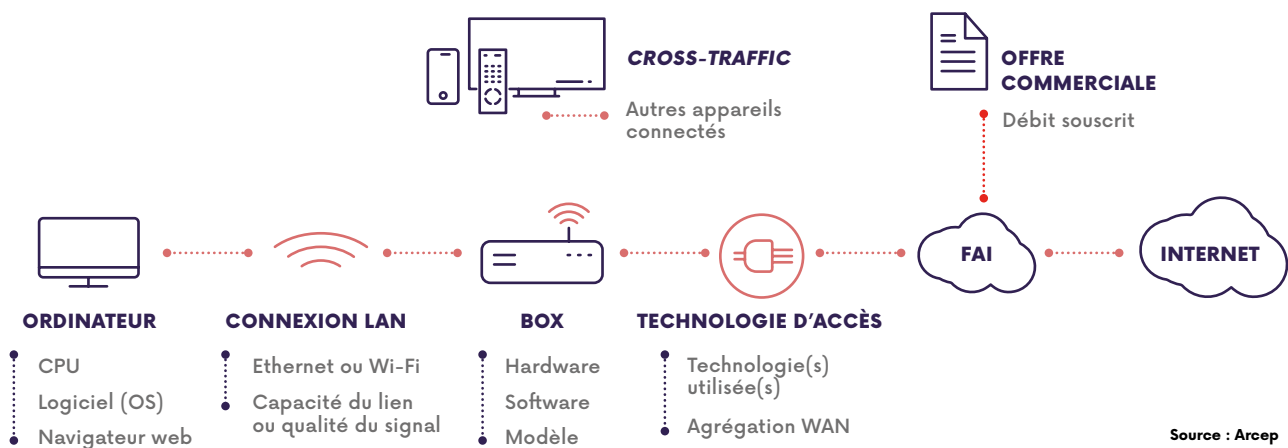 CROSS-TRAFFIC
Autres appareils
connectés
OFFRE
COMMERCIALE
Débit souscrit
FAI
INTERNET
ORDINATEUR
CPU
Logiciel (OS)
Navigateur web
CONNEXION LAN
Ethernet ou Wi-Fi
Capacité du lien
ou qualité du signal
BOX
Hardware
Software
Modèle
TECHNOLOGIE D'ACCÈS
Technologie(s)
utilisée(s)
Agrégation WAN
Source : Arcep